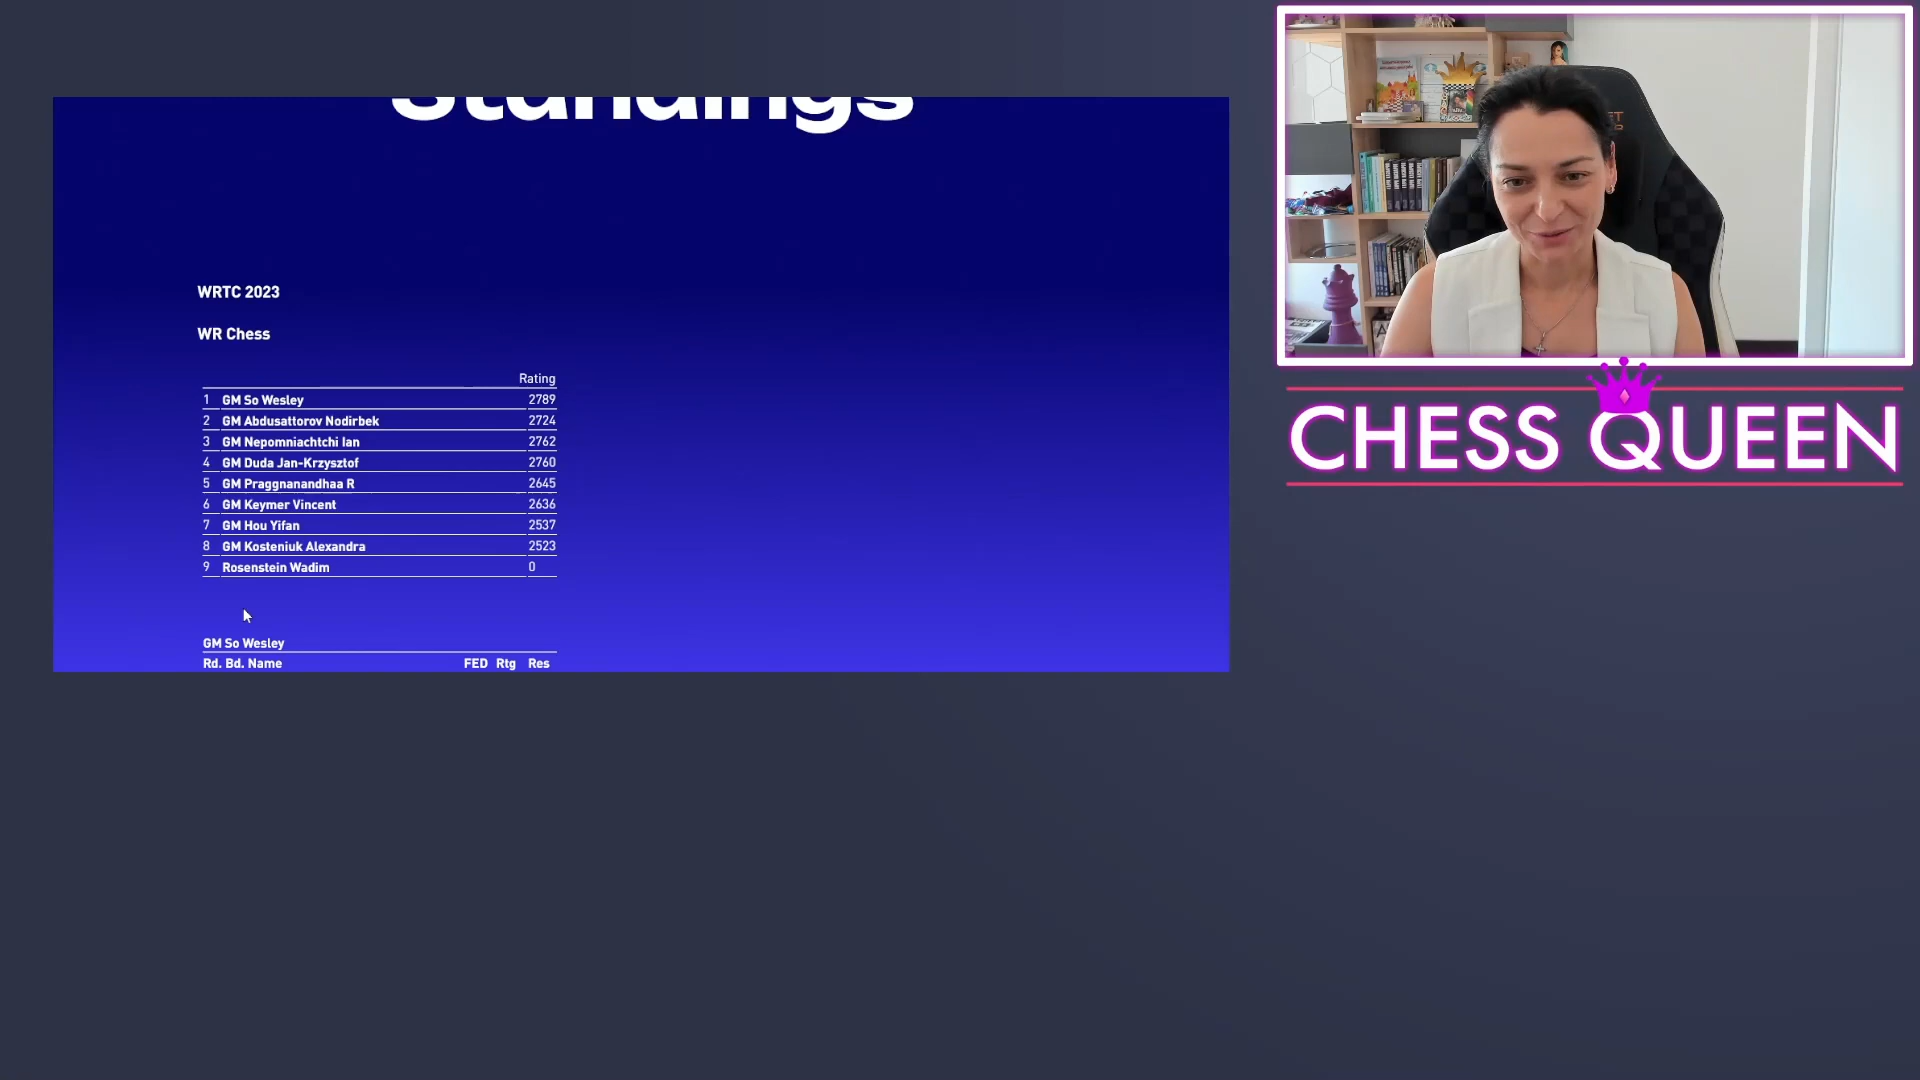 Standings
WRTC 2023
WR Chess
Rating
1 GM So Wesley 2789
2 GM Abdusattorov Nodirbek 2724
3 GM Nepomniachtchi Ian 2762
4 GM Duda Jan-Krzysztof 2760
5 GM Praggnanandhaa R 2645
6 GM Keymer Vincent 2636
7 GM Hou Yifan 2537
8 GM Kosteniuk Alexandra 2523
9 Rosenstein Wadim 0
GM So Wesley
Rd. Bd. Name FED Rtg Res
CHESS QUEEN